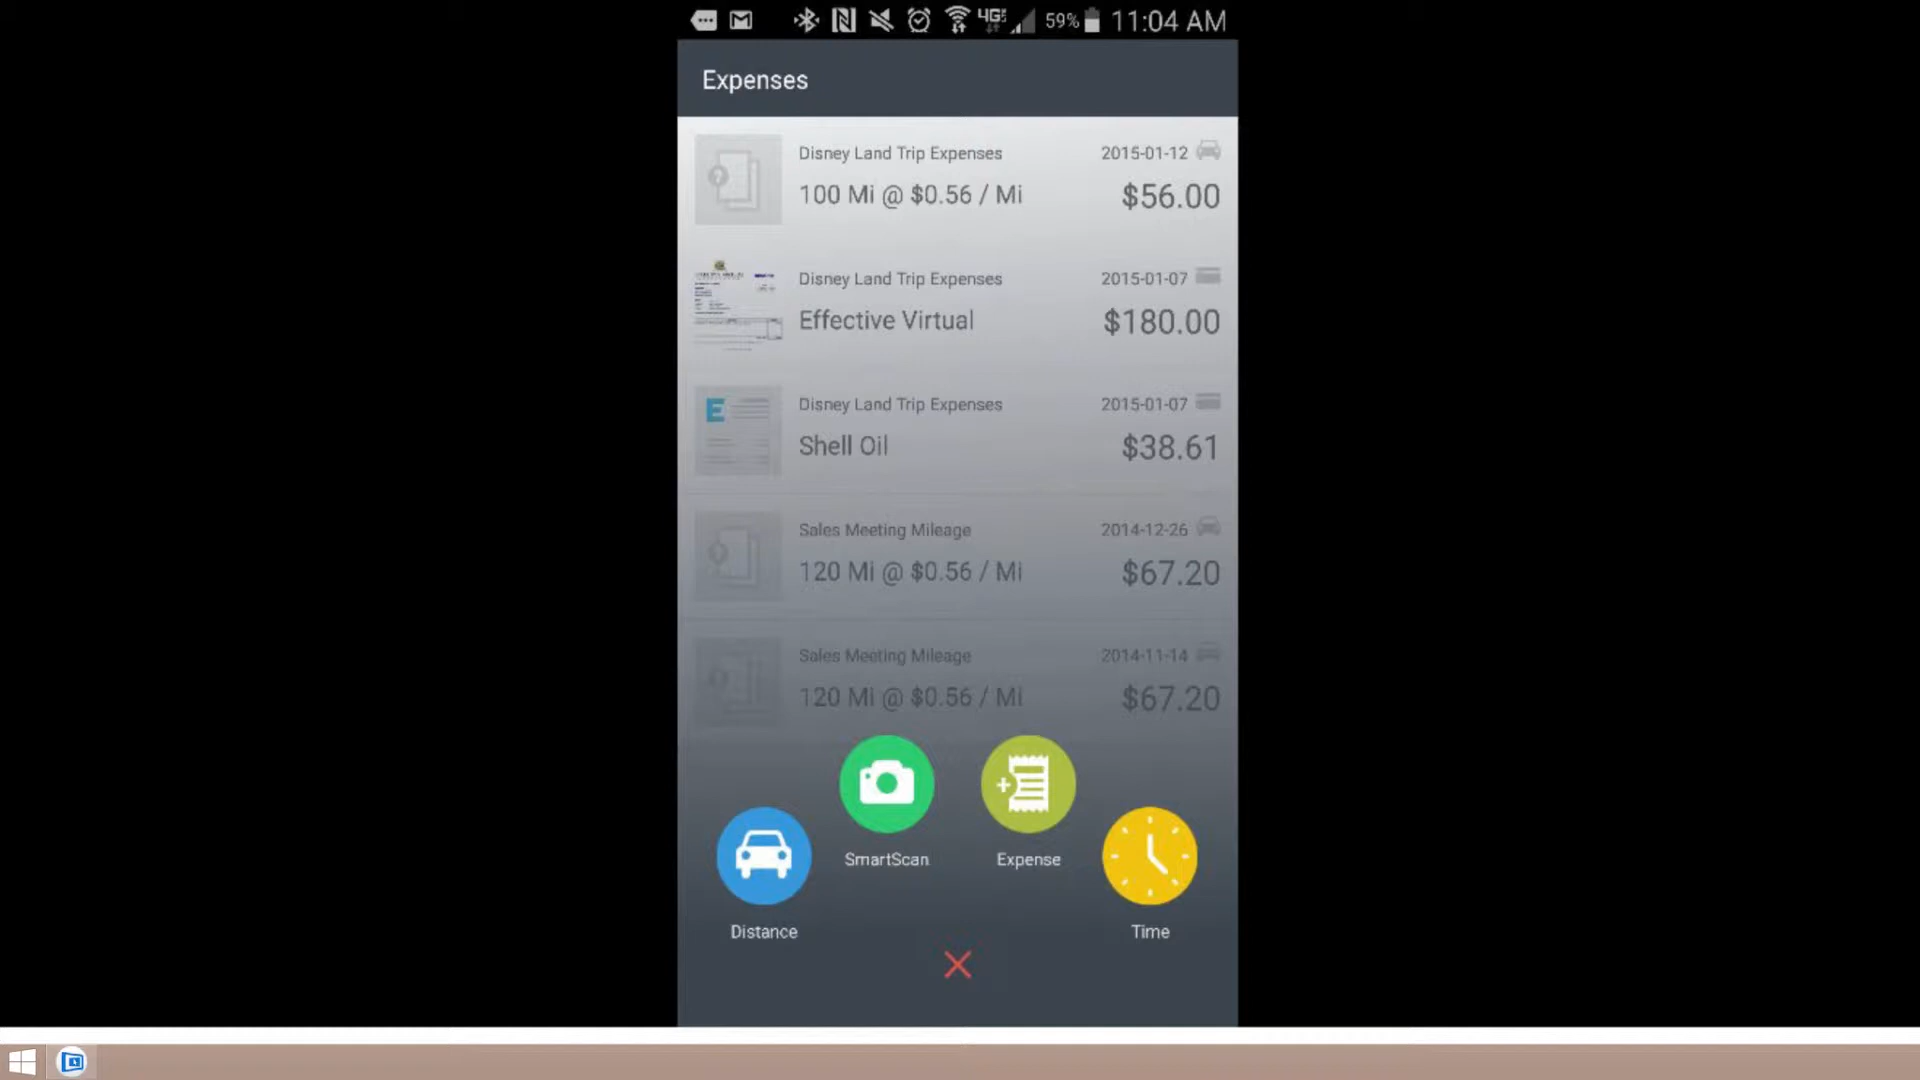 59% 11:04 AM
Expenses
Disney Land Trip Expenses 2015-01-12
100 Mi @ $0.56 / Mi $56.00
Disney Land Trip Expenses 2015-01-07
Effective Virtual $180.00
Disney Land Trip Expenses 2015-01-07
E
Shell Oil $38.61
Sales Meeting Mileage 2014-12-26
120 Mi @ $0.56 / Mi $67.20
Sales Meeting Mileage 2014-11-14
120 Mi @ $0.56 / Mi $67.20
SmartScan Expense
Distance Time